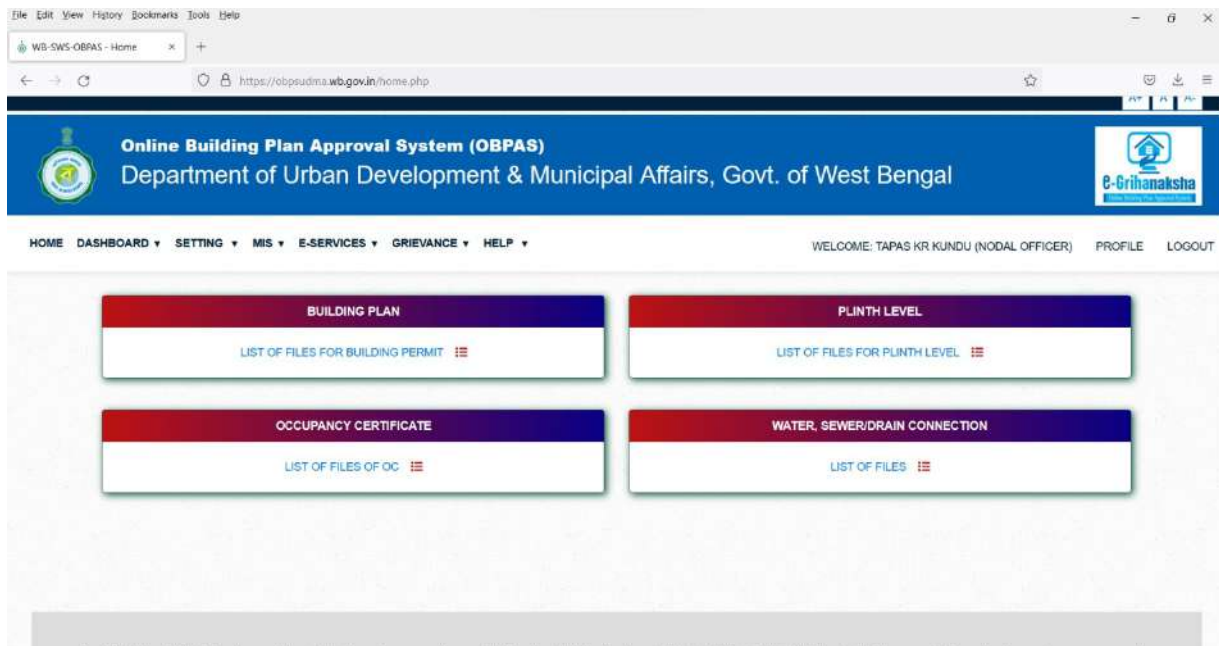 File Edit View History Bookmarks Tools Help
WB-SWS-OBPAS - Home
https://obpsudma.wb.gov.in/home.php
A+ A A-
Online Building Plan Approval System (OBPAS)
Department of Urban Development & Municipal Affairs, Govt. of West Bengal
e-Grihanaksha
HOME DASHBOARD ▾ SETTING ▾ MIS ▾ E-SERVICES ▾ GRIEVANCE ▾ HELP ▾ WELCOME: TAPAS KR KUNDU (NODAL OFFICER) PROFILE LOGOUT
BUILDING PLAN
LIST OF FILES FOR BUILDING PERMIT
PLINTH LEVEL
LIST OF FILES FOR PLINTH LEVEL
OCCUPANCY CERTIFICATE
LIST OF FILES OF OC
WATER, SEWER/DRAIN CONNECTION
LIST OF FILES